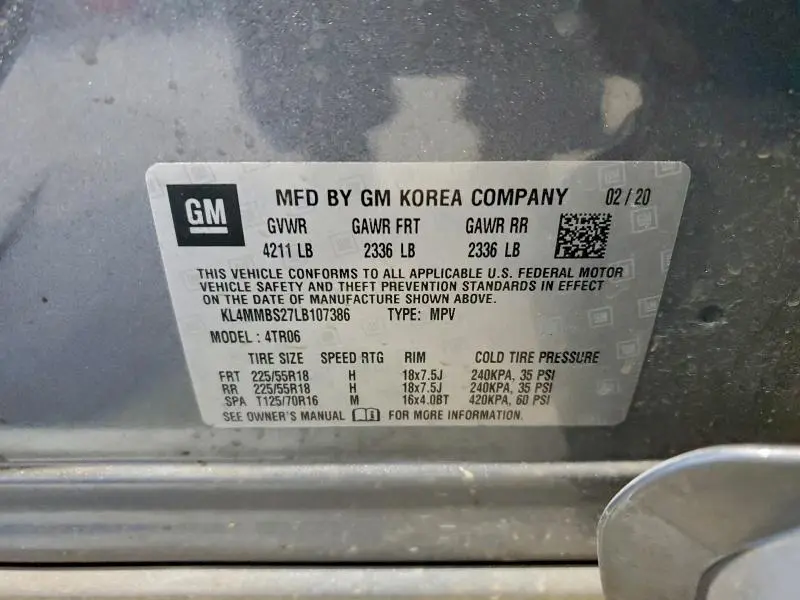 GM
MFD BY GM KOREA COMPANY 02/20
GVWR GAWR FRT GAWR RR
4211 LB 2336 LB 2336 LB
THIS VEHICLE CONFORMS TO ALL APPLICABLE U.S. FEDERAL MOTOR
VEHICLE SAFETY AND THEFT PREVENTION STANDARDS IN EFFECT
ON THE DATE OF MANUFACTURE SHOWN ABOVE.
KL4MMBS27LB107386 TYPE: MPV
MODEL : 4TR06
TIRE SIZE SPEED RTG RIM COLD TIRE PRESSURE
FRT 225/55R18 H 18x7.5J 240KPA, 35 PSI
RR 225/55R18 H 18x7.5J 240KPA, 35 PSI
SPA T125/70R16 M 16x4.0BT 420KPA, 60 PSI
SEE OWNER'S MANUAL FOR MORE INFORMATION.